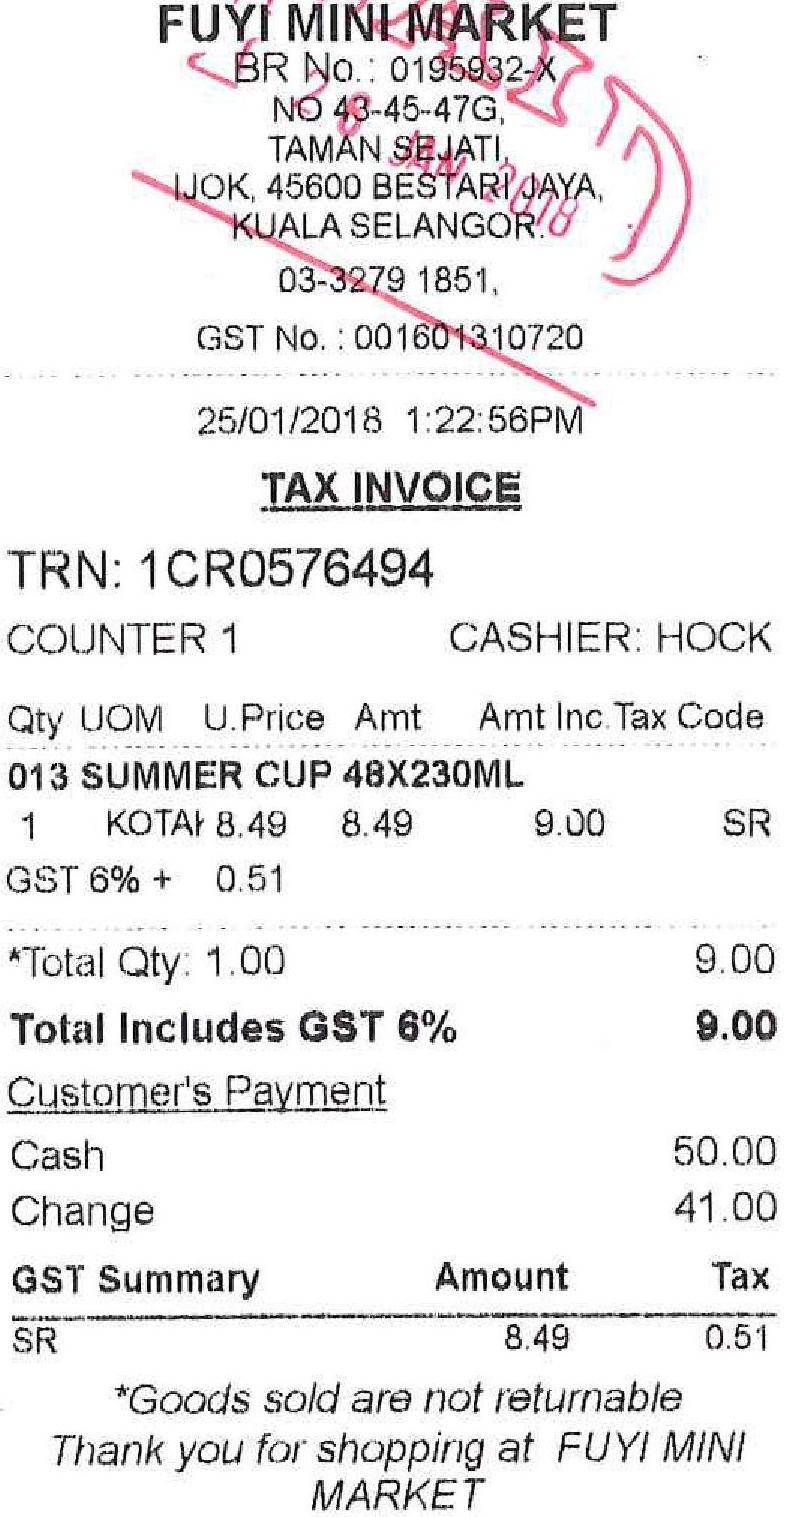 FUYI MINI MARKET
BR No.: 0195932-X
NO 43-45-47G,
TAMAN SEJATI,
IJOK, 45600 BESTARI JAYA,
KUALA SELANGOR.
03-3279 1851,
GST No. : 001601310720
PAID
26 JAN 2018
25/01/2018 1:22:56PM
TAX INVOICE
TRN: 1CR0576494
COUNTER 1 CASHIER: HOCK
Qty UOM U.Price Amt Amt Inc.Tax Code
013 SUMMER CUP 48X230ML
1 KOTAK 8.49 8.49 9.00 SR
GST 6% + 0.51
*Total Qty: 1.00 9.00
Total Includes GST 6% 9.00
Customer's Payment
Cash 50.00
Change 41.00
GST Summary Amount Tax
SR 8.49 0.51
*Goods sold are not returnable
Thank you for shopping at FUYI MINI
MARKET